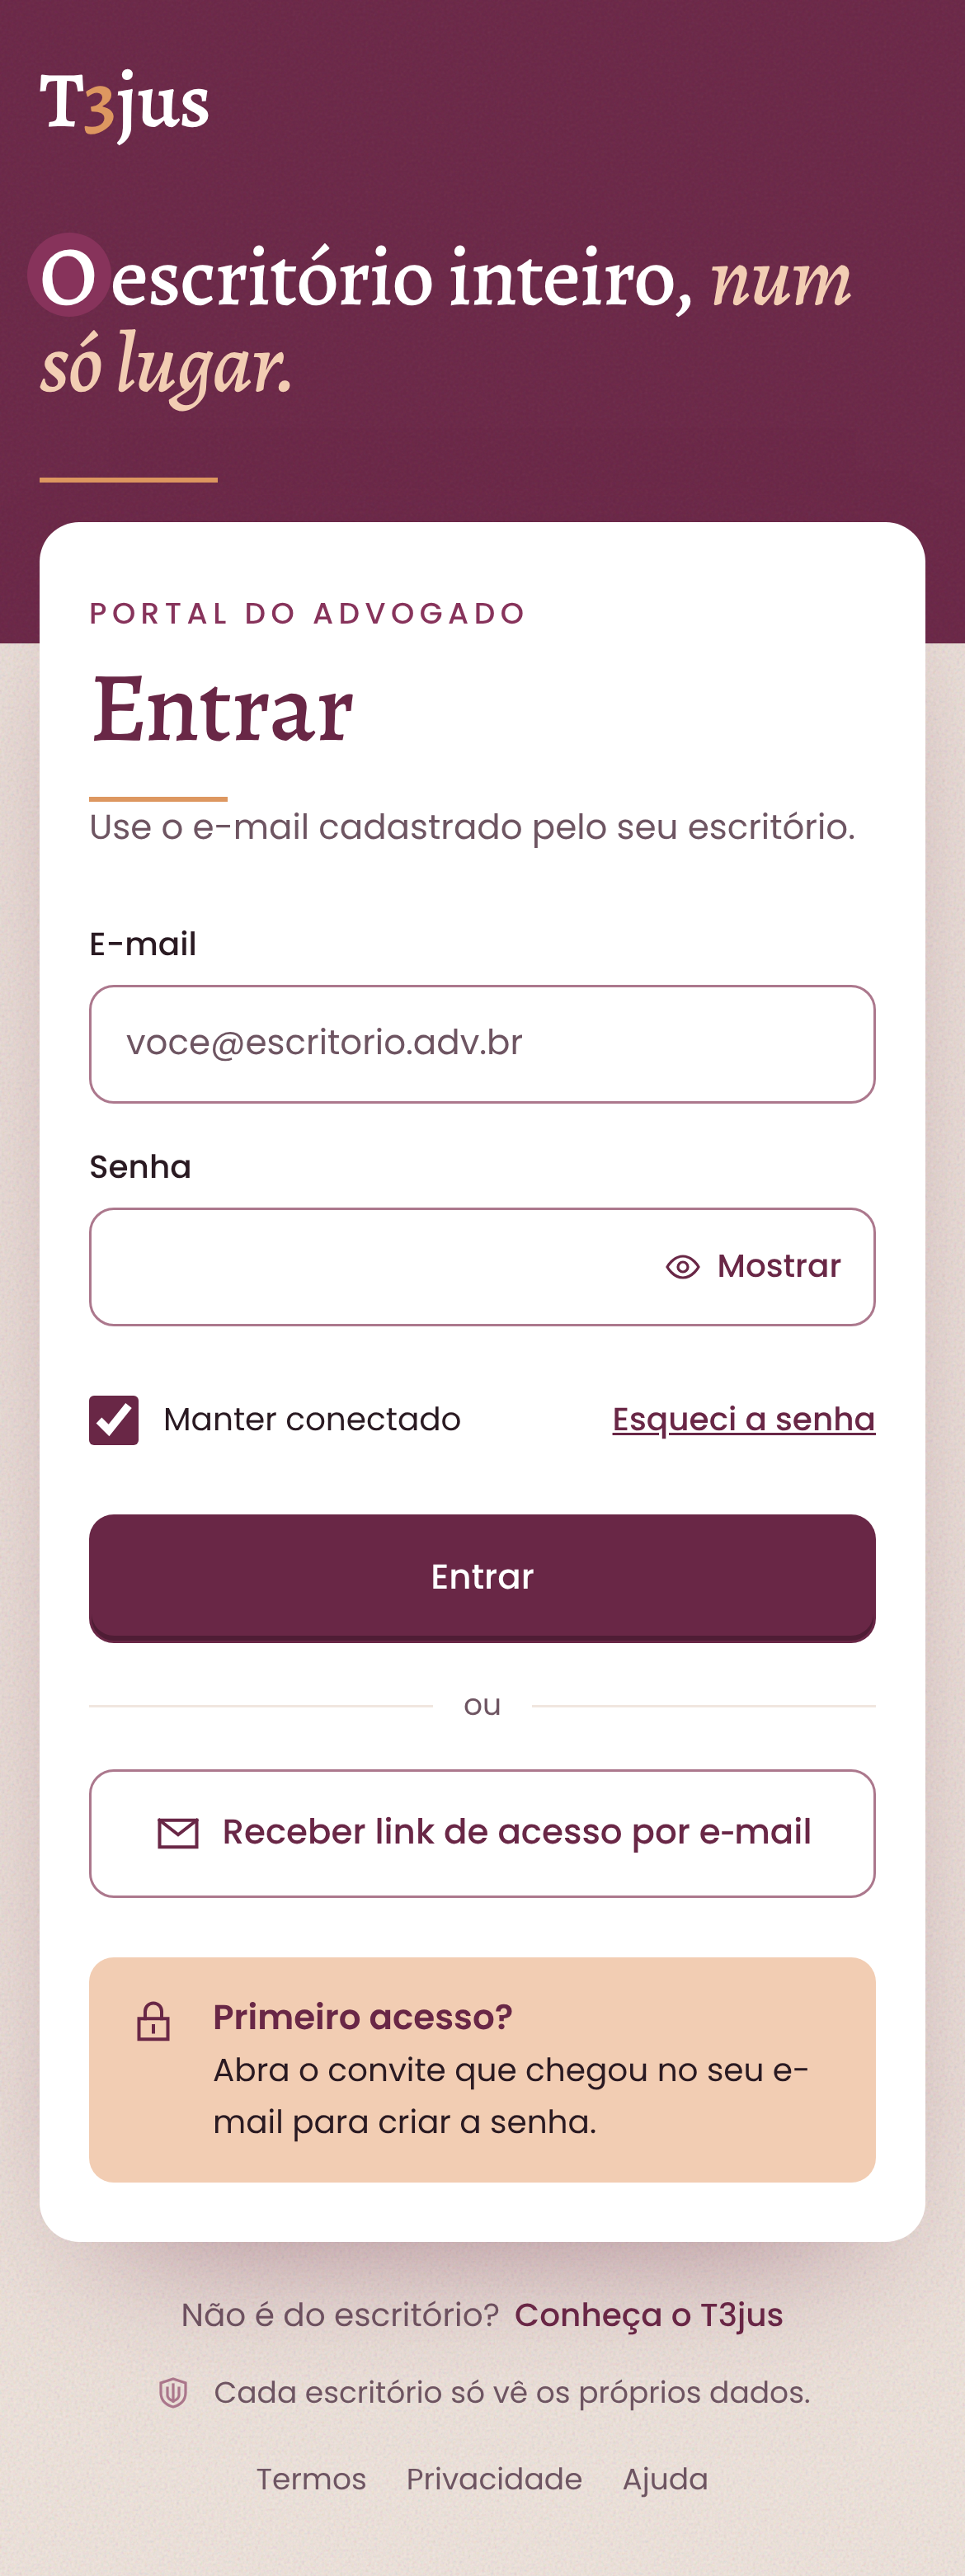 T3jus
O escritório inteiro, num
só lugar.
PORTAL DO ADVOGADO
Entrar
Use o e-mail cadastrado pelo seu escritório.
E-mail
voce@escritorio.adv.br
Senha
Mostrar
Manter conectado
Esqueci a senha
Entrar
ou
Receber link de acesso por e-mail
Primeiro acesso?
Abra o convite que chegou no seu e-
mail para criar a senha.
Não é do escritório? Conheça o T3jus
Cada escritório só vê os próprios dados.
Termos Privacidade Ajuda